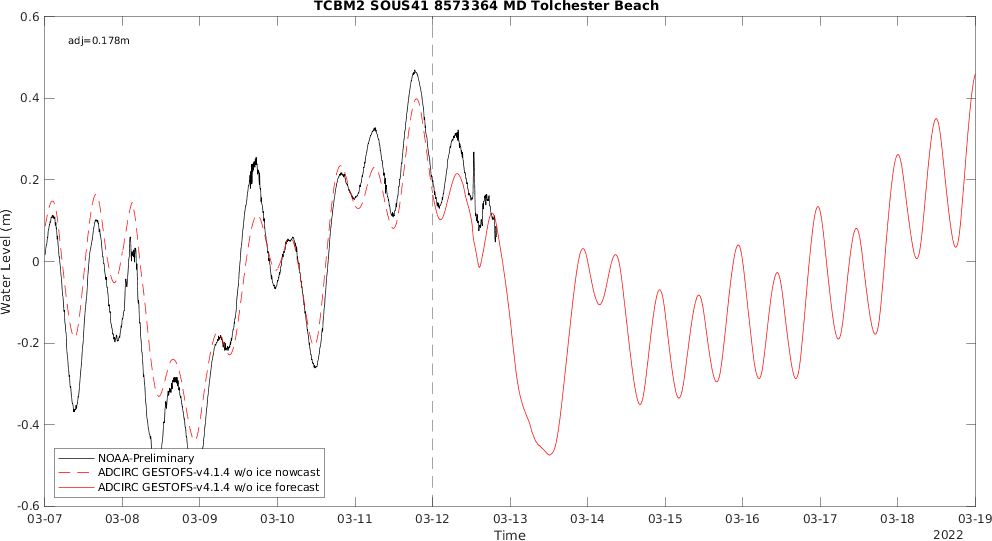 TCBM2 SOUS41 8573364 MD Tolchester Beach
adj=0.178m
Water Level (m)
0.6
0.4
0.2
0
-0.2
-0.4
-0.6
NOAA-Preliminary
ADCIRC GESTOFS-v4.1.4 w/o ice nowcast
ADCIRC GESTOFS-v4.1.4 w/o ice forecast
03-07 03-08 03-09 03-10 03-11 03-12 03-13 03-14 03-15 03-16 03-17 03-18 03-19
Time
2022